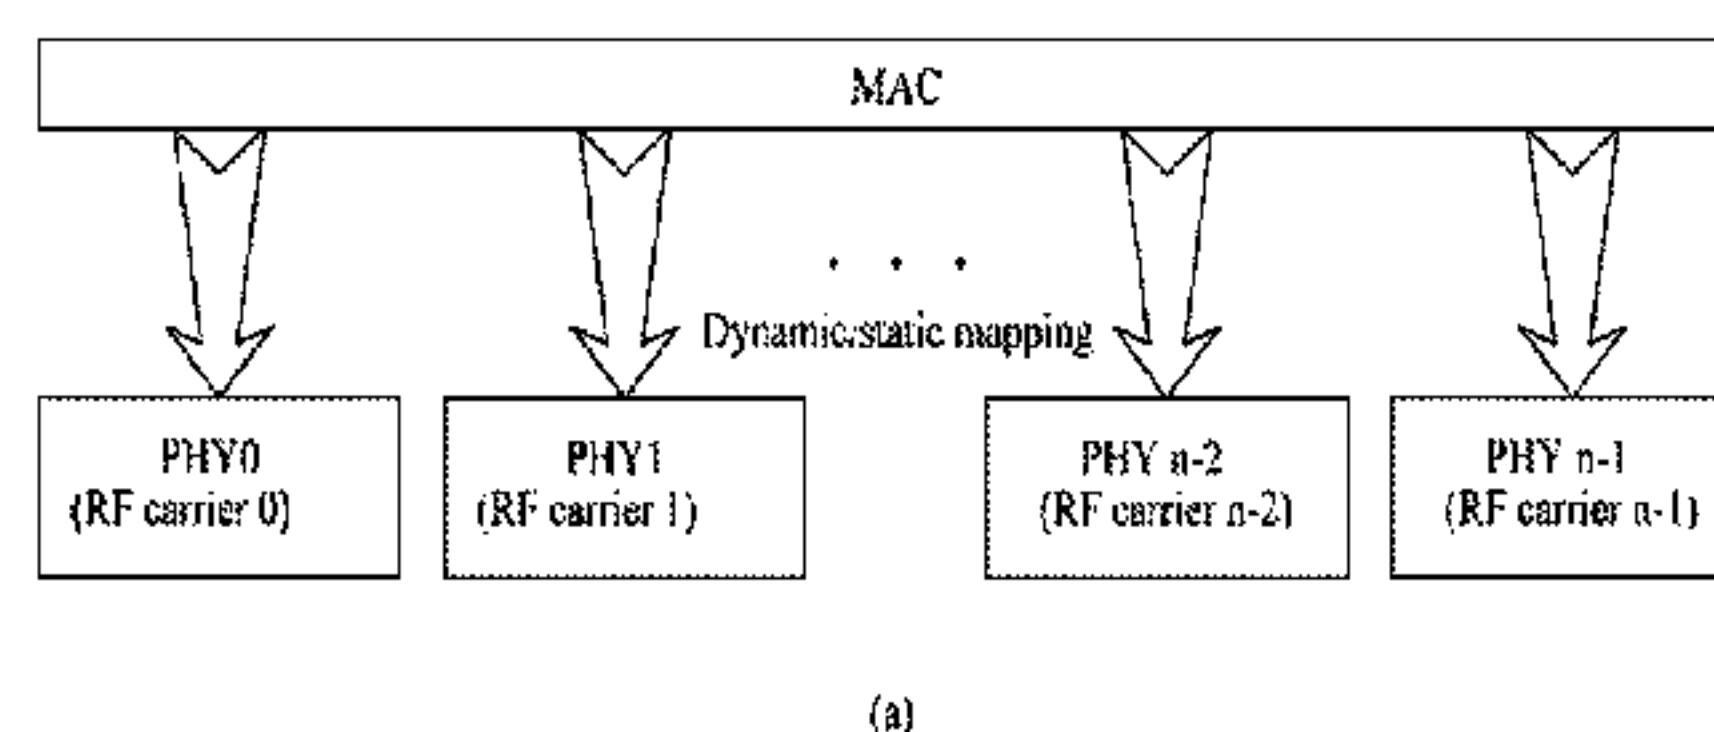 MAC
. . .
Dynamic/static mapping
PHY0
(RF carrier 0)
PHY1
(RF carrier 1)
PHY n-2
(RF carrier n-2)
PHY n-1
(RF carrier n-1)
(a)